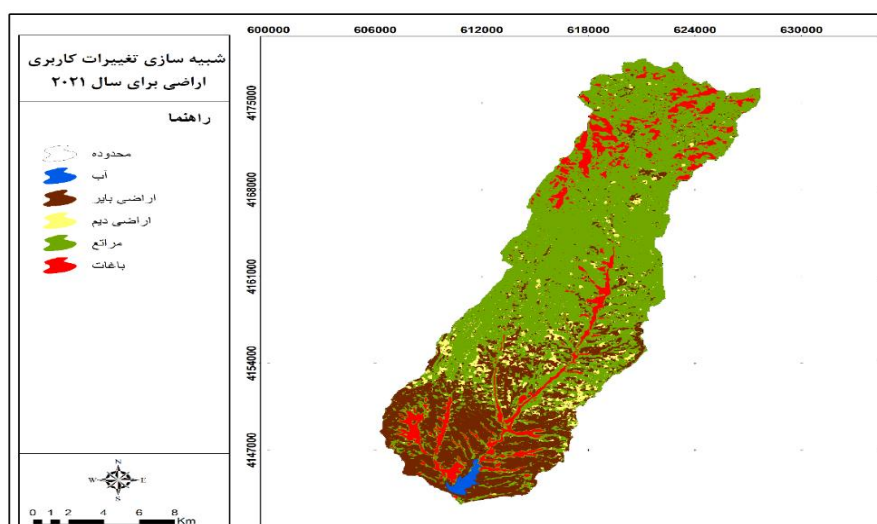 شبیه سازی تغییرات کاربری
اراضی برای سال ۲۰۲۱
راهنما
محدوده
آب
اراضی بایر
اراضی دیم
مراتع
باغات
N
W E
S
0 1 2 4 6 8
Km
600000 606000 612000 618000 624000 630000
4175000
4168000
4161000
4154000
4147000